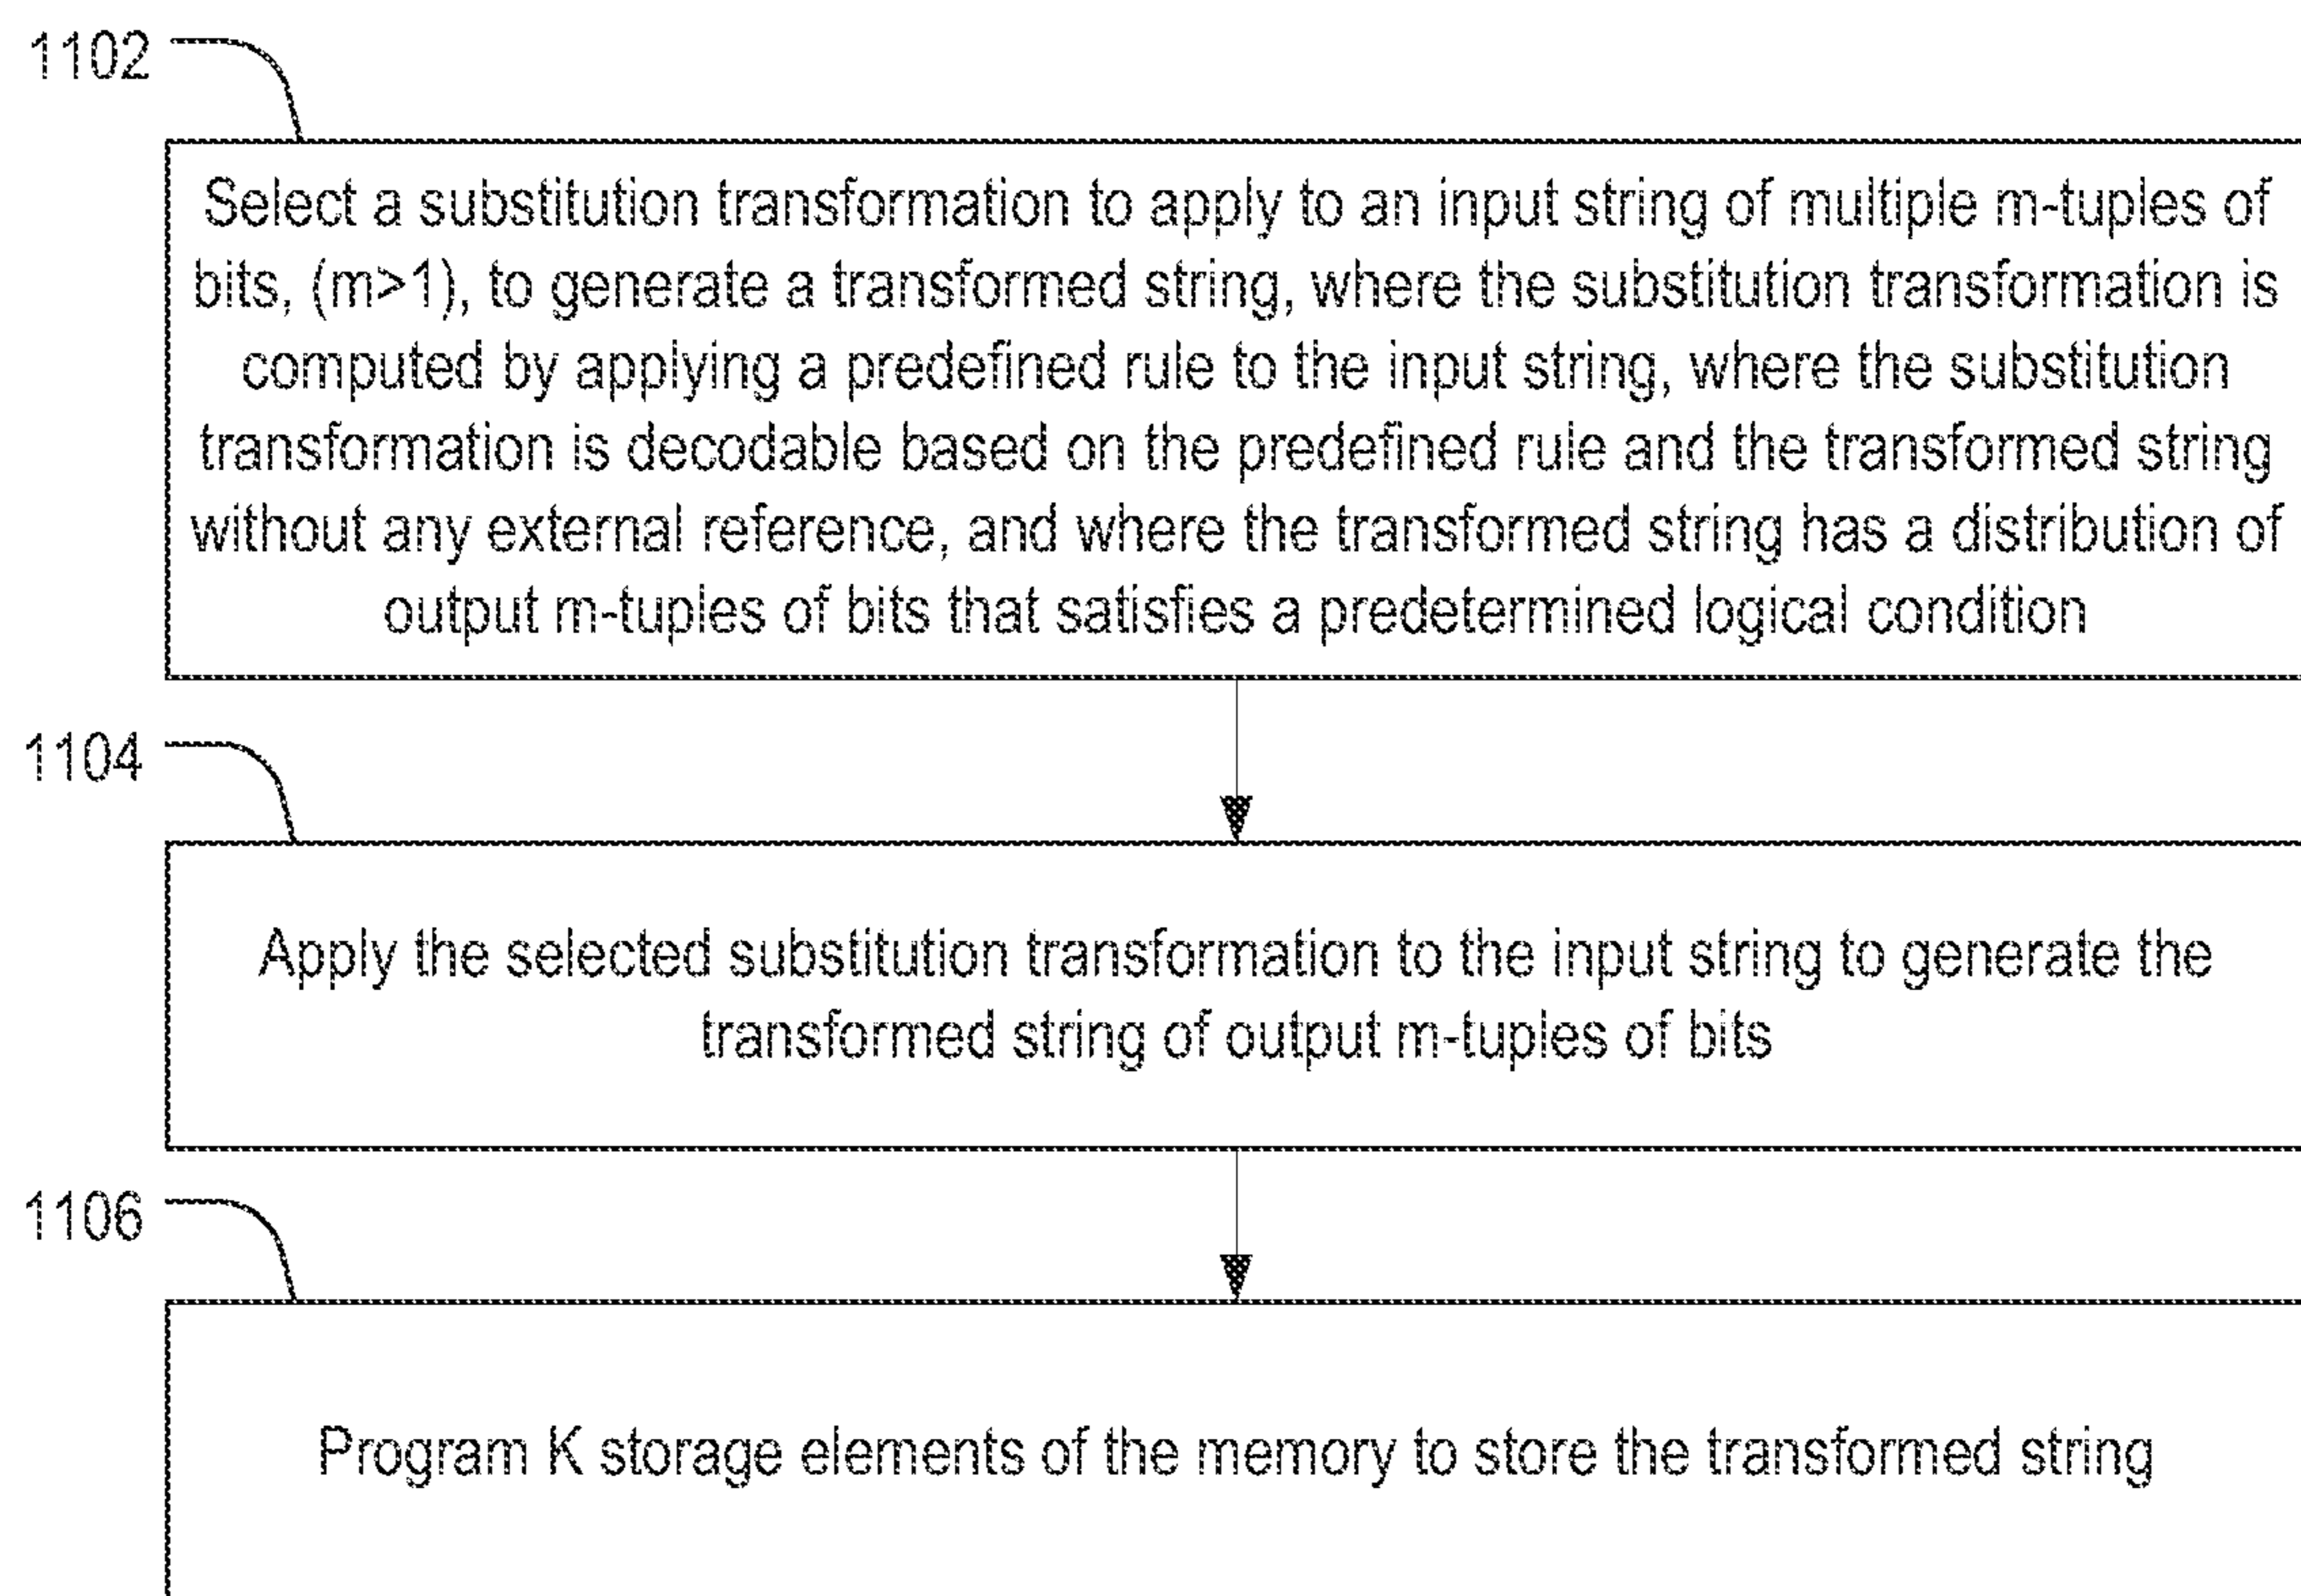 1102
Select a substitution transformation to apply to an input string of multiple m-tuples of
bits, (m>1), to generate a transformed string, where the substitution transformation is
computed by applying a predefined rule to the input string, where the substitution
transformation is decodable based on the predefined rule and the transformed string
without any external reference, and where the transformed string has a distribution of
output m-tuples of bits that satisfies a predetermined logical condition
1104
Apply the selected substitution transformation to the input string to generate the
transformed string of output m-tuples of bits
1106
Program K storage elements of the memory to store the transformed string